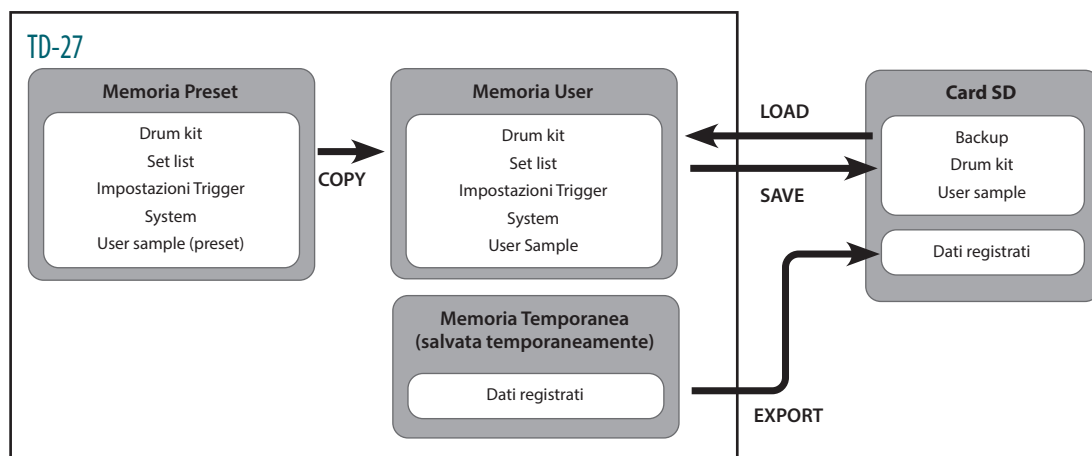 TD-27
Memoria Preset
Drum kit
Set list
Impostazioni Trigger
System
User sample (preset)
COPY
Memoria User
Drum kit
Set list
Impostazioni Trigger
System
User Sample
LOAD
SAVE
Card SD
Backup
Drum kit
User sample
Dati registrati
Memoria Temporanea
(salvata temporaneamente)
Dati registrati
EXPORT